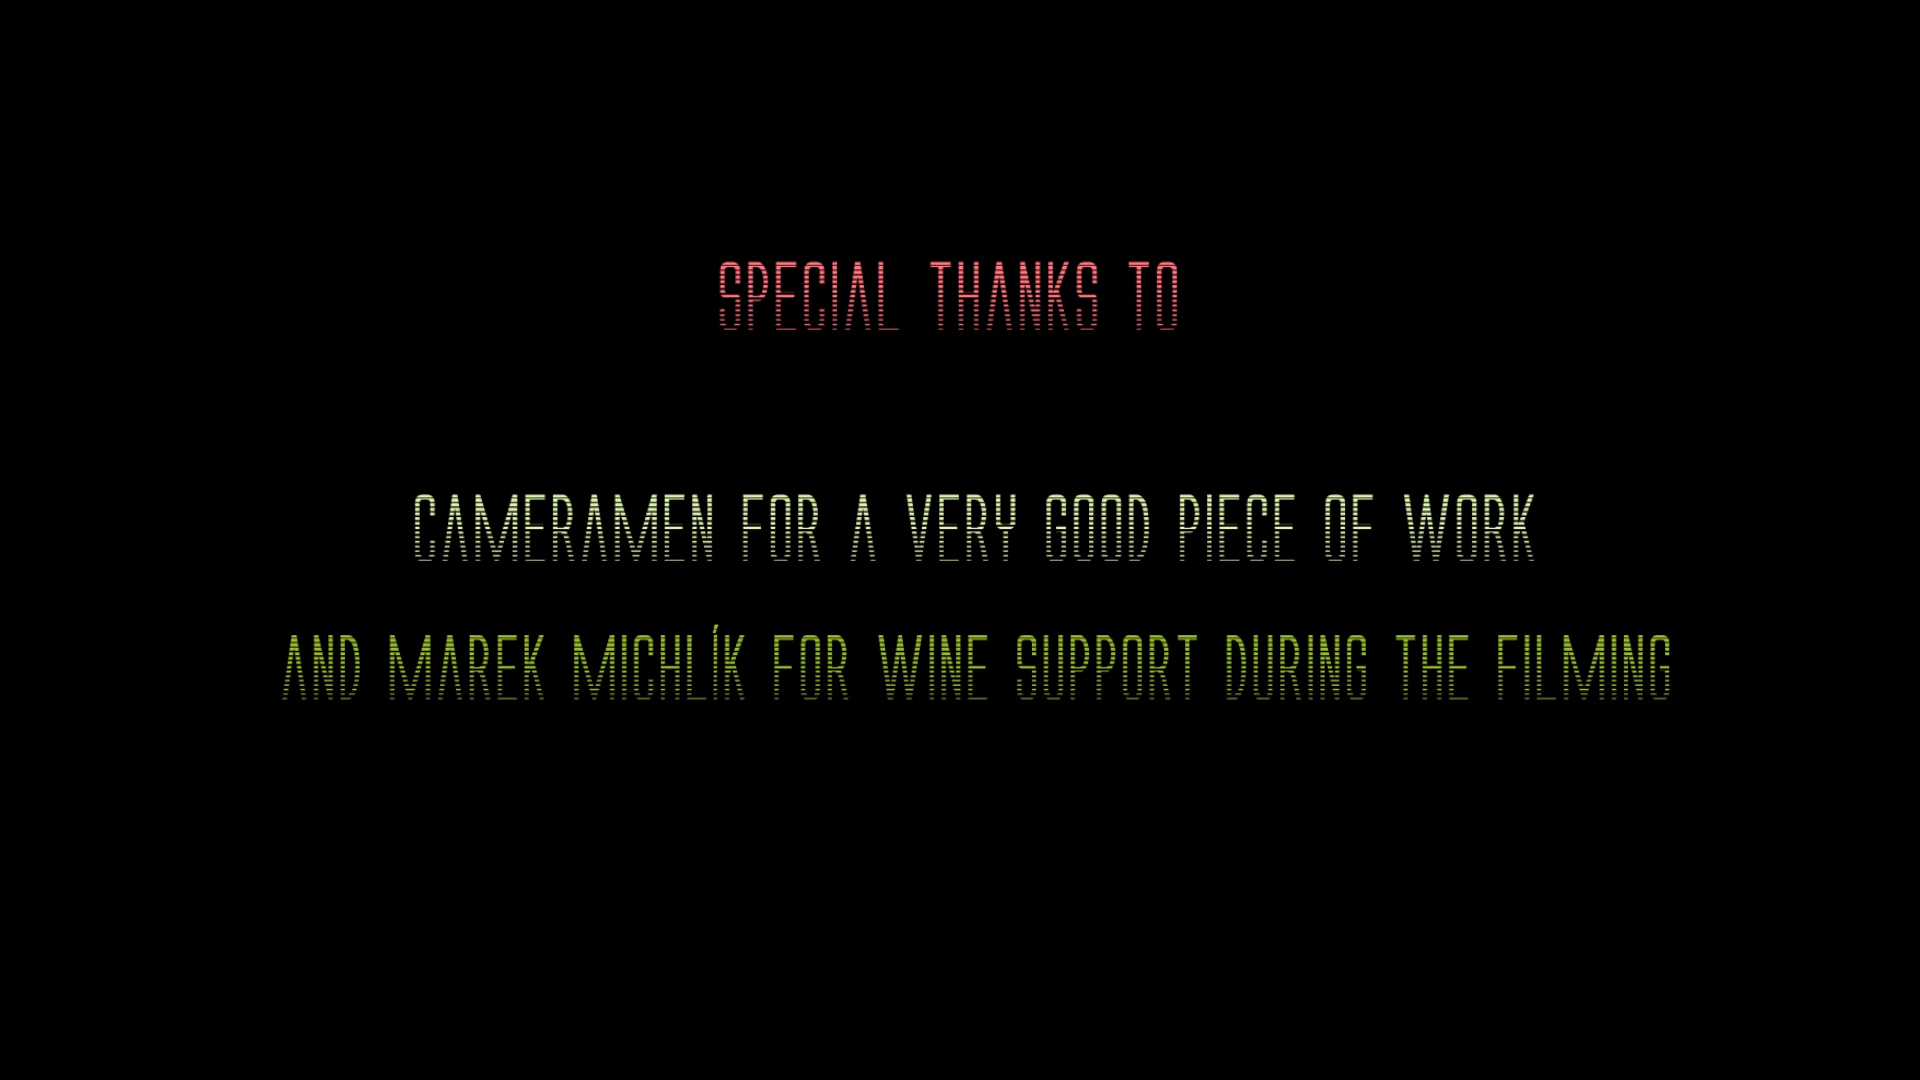 SPECIAL THANKS TO
CAMERAMEN FOR A VERY GOOD PIECE OF WORK
AND MAREK MICHLÍK FOR WINE SUPPORT DURING THE FILMING